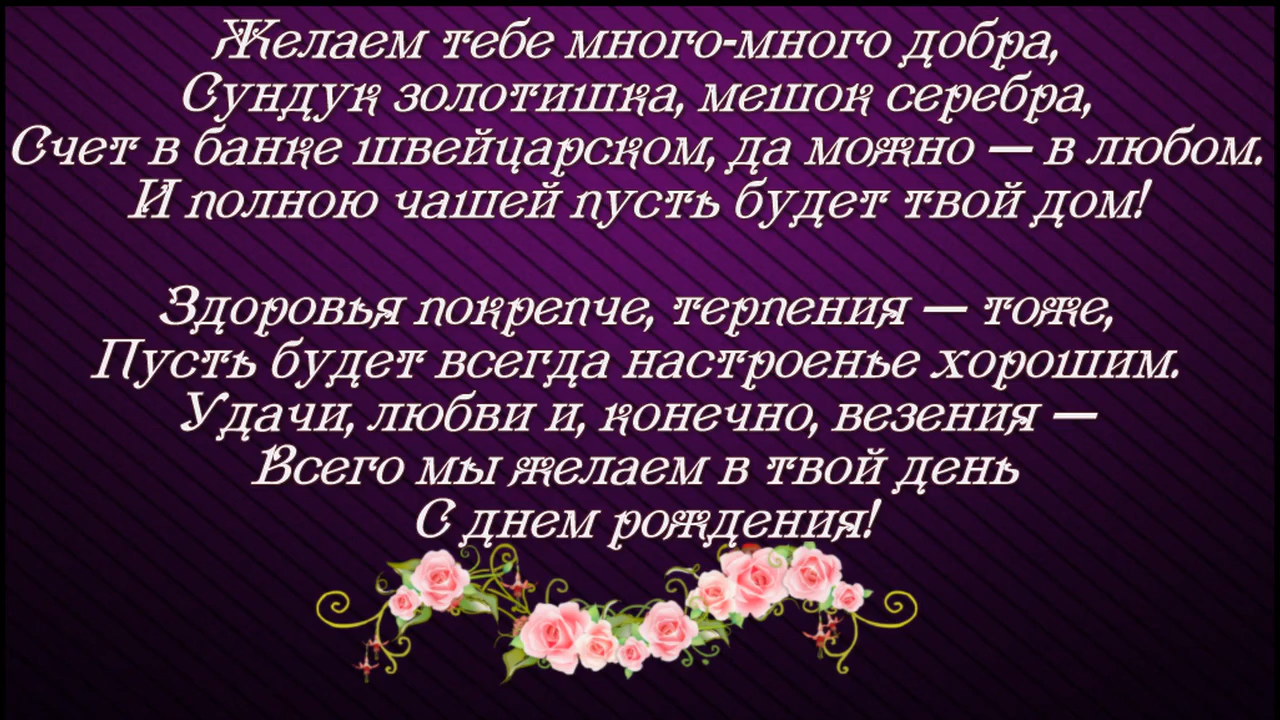 Желаем тебе много-много добра,
Сундук золотишка, мешок серебра,
Счет в банке швейцарском, да можно — в любом.
И полною чашей пусть будет твой дом!
Здоровья покрепче, терпения — тоже,
Пусть будет всегда настроенье хорошим.
Удачи, любви и, конечно, везения —
Всего мы желаем в твой день
С днем рождения!